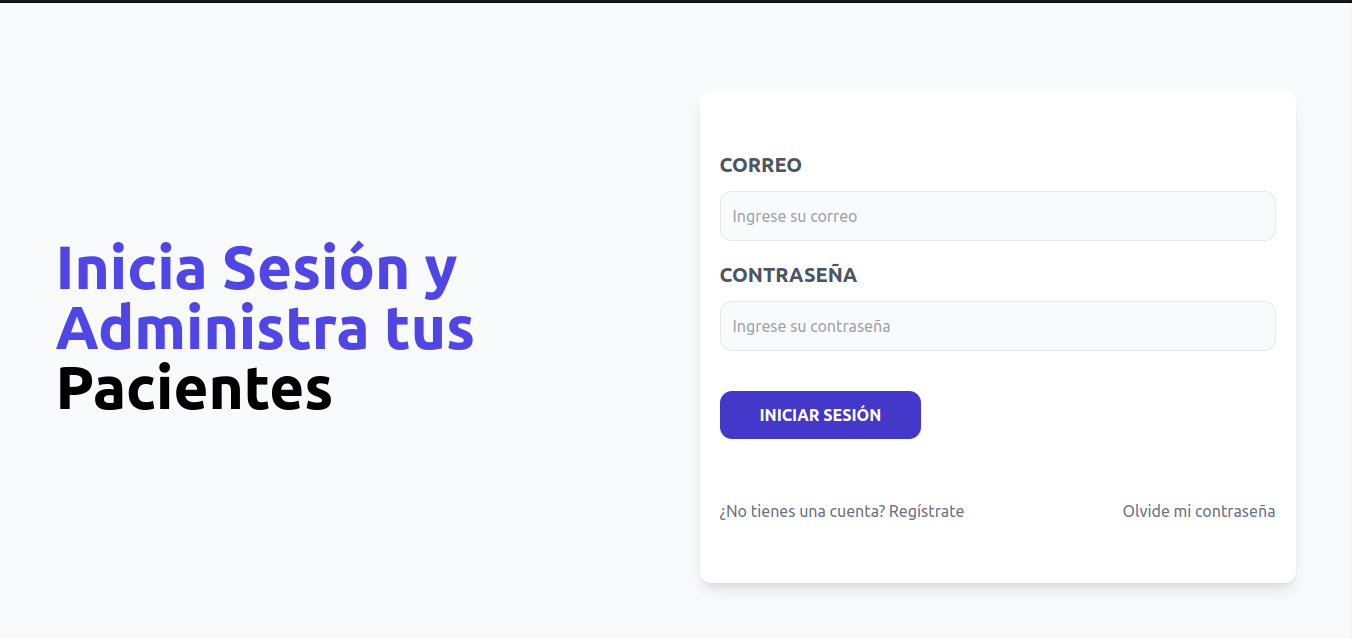 Inicia Sesión y
Administra tus
Pacientes
CORREO
Ingrese su correo
CONTRASEÑA
Ingrese su contraseña
INICIAR SESIÓN
¿No tienes una cuenta? Regístrate
Olvide mi contraseña